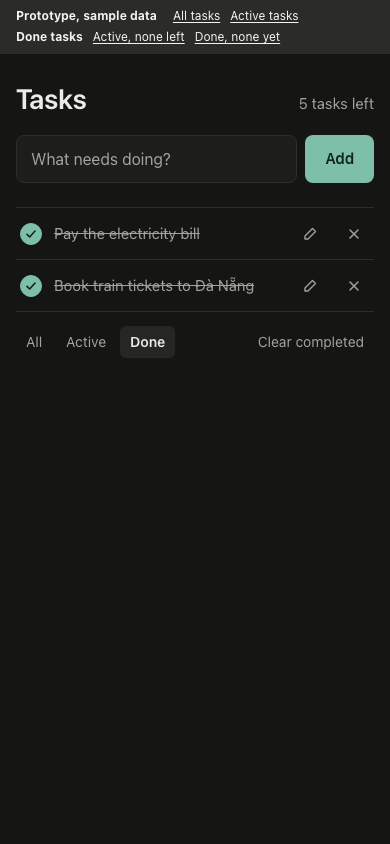 Prototype, sample data All tasks Active tasks
Done tasks Active, none left Done, none yet
Tasks 5 tasks left
What needs doing? Add
Pay the electricity bill
Book train tickets to Đà Nẵng
All Active Done Clear completed